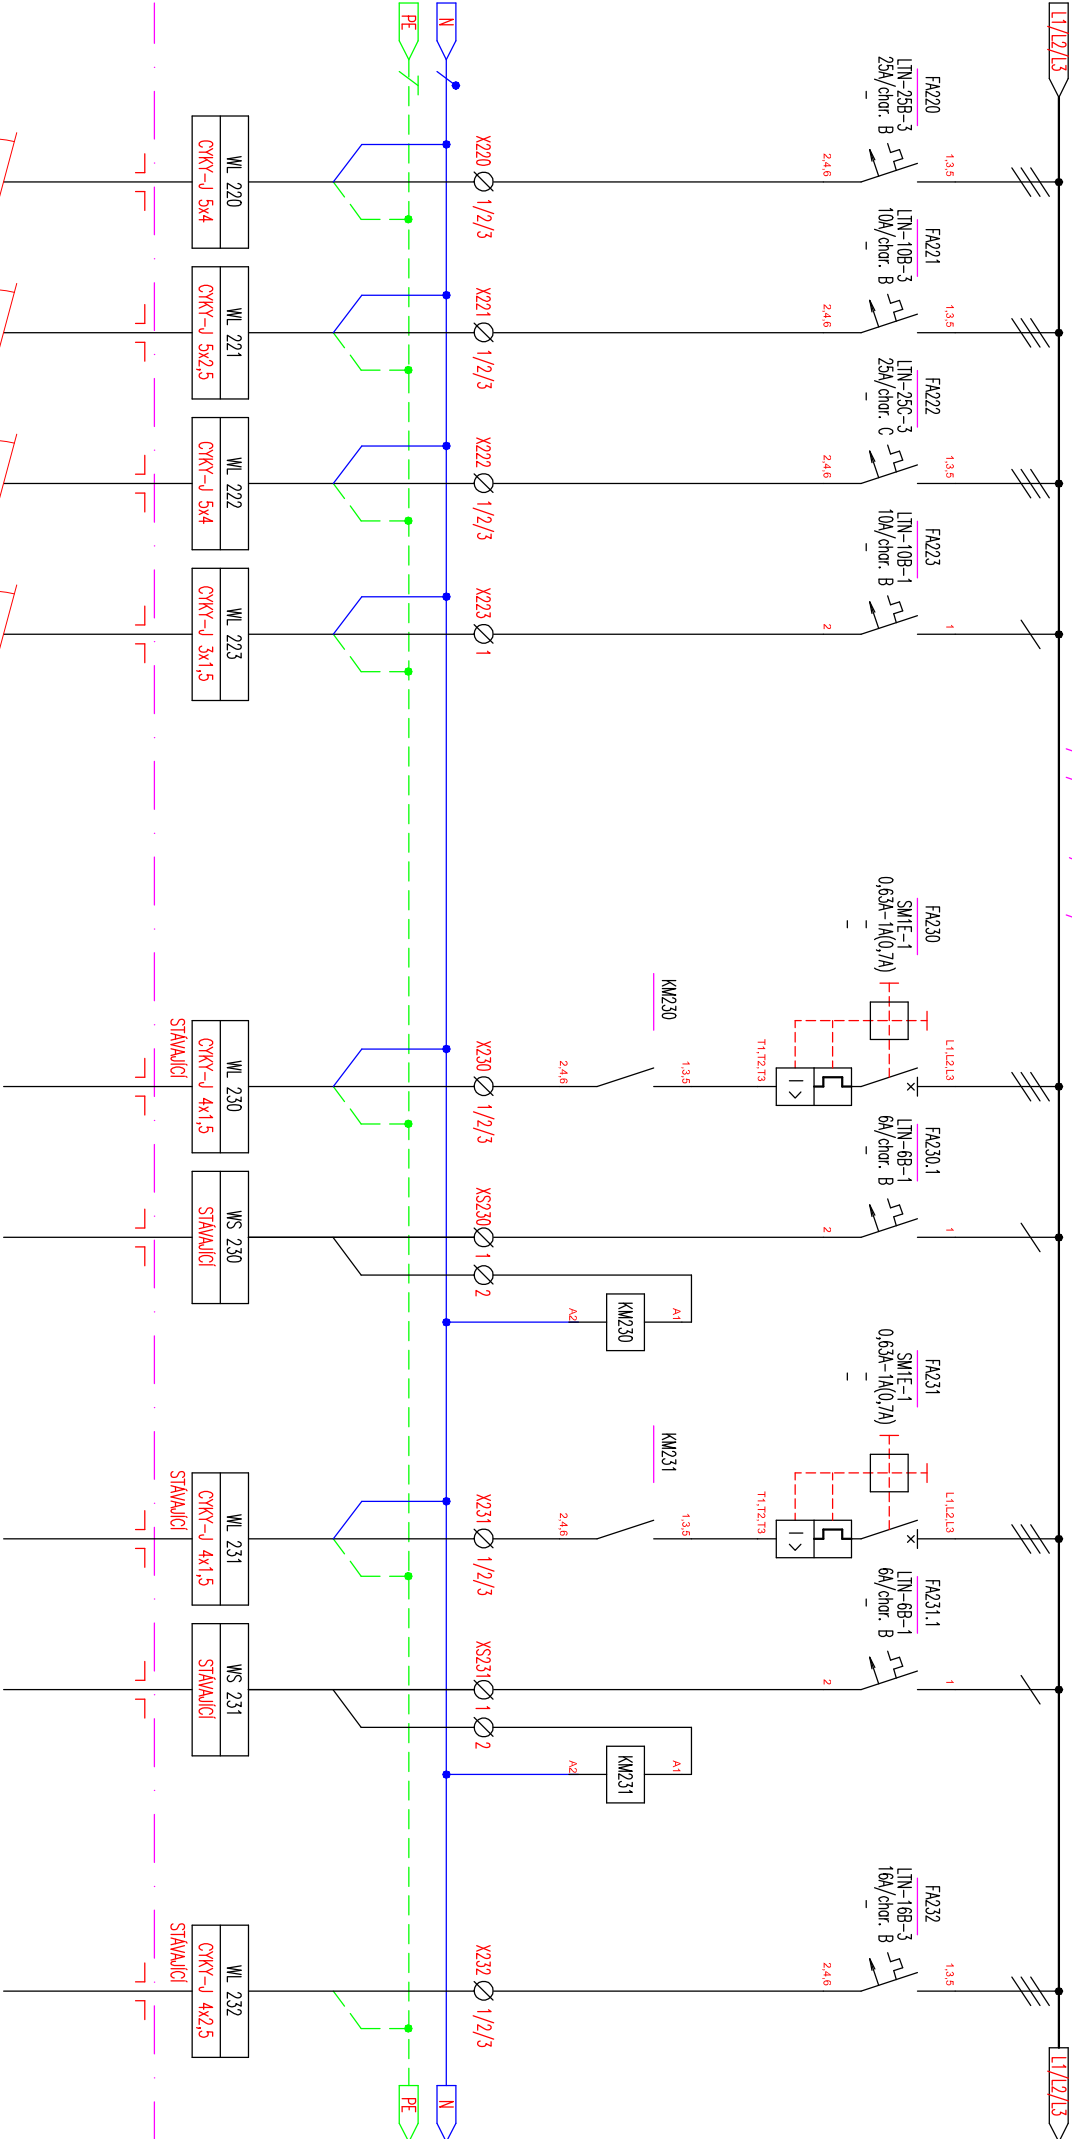 L1/L2/L3
FA220
LTN-25B-3
25A/char. B
-
1,3,5
2,4,6
FA221
LTN-10B-3
10A/char. B
-
1,3,5
2,4,6
FA222
LTN-25C-3
25A/char. C
-
1,3,5
2,4,6
FA223
LTN-10B-1
10A/char. B
-
1
2
FA230
SM1E-1
0,63A-1A(0,7A)
-
-
L1,L2,L3
I >
T1,T2,T3
KM230
1,3,5
2,4,6
FA230.1
LTN-6B-1
6A/char. B
-
1
2
A1
KM230
A2
FA231
SM1E-1
0,63A-1A(0,7A)
-
-
L1,L2,L3
I >
T1,T2,T3
KM231
1,3,5
2,4,6
FA231.1
LTN-6B-1
6A/char. B
-
1
2
A1
KM231
A2
FA232
LTN-16B-3
16A/char. B
-
1,3,5
2,4,6
L1/L2/L3
X220 1/2/3
X221 1/2/3
X222 1/2/3
X223 1
X230 1/2/3
XS230 1 2
X231 1/2/3
XS231 1 2
X232 1/2/3
N
N
PE
PE
WL 220
CYKY-J 5x4
WL 221
CYKY-J 5x2,5
WL 222
CYKY-J 5x4
WL 223
CYKY-J 3x1,5
WL 230
CYKY-J 4x1,5
STÁVAJÍCÍ
WS 230
STÁVAJÍCÍ
WL 231
CYKY-J 4x1,5
STÁVAJÍCÍ
WS 231
STÁVAJÍCÍ
WL 232
CYKY-J 4x2,5
STÁVAJÍCÍ